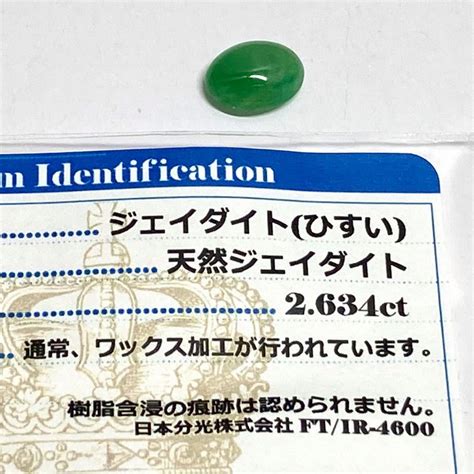 m Identification
ジェイダイト(ひすい)
天然ジェイダイト
2.634ct
通常、ワックス加工が行われています。
樹脂含浸の痕跡は認められません。
日本分光株式会社 FT/IR-4600